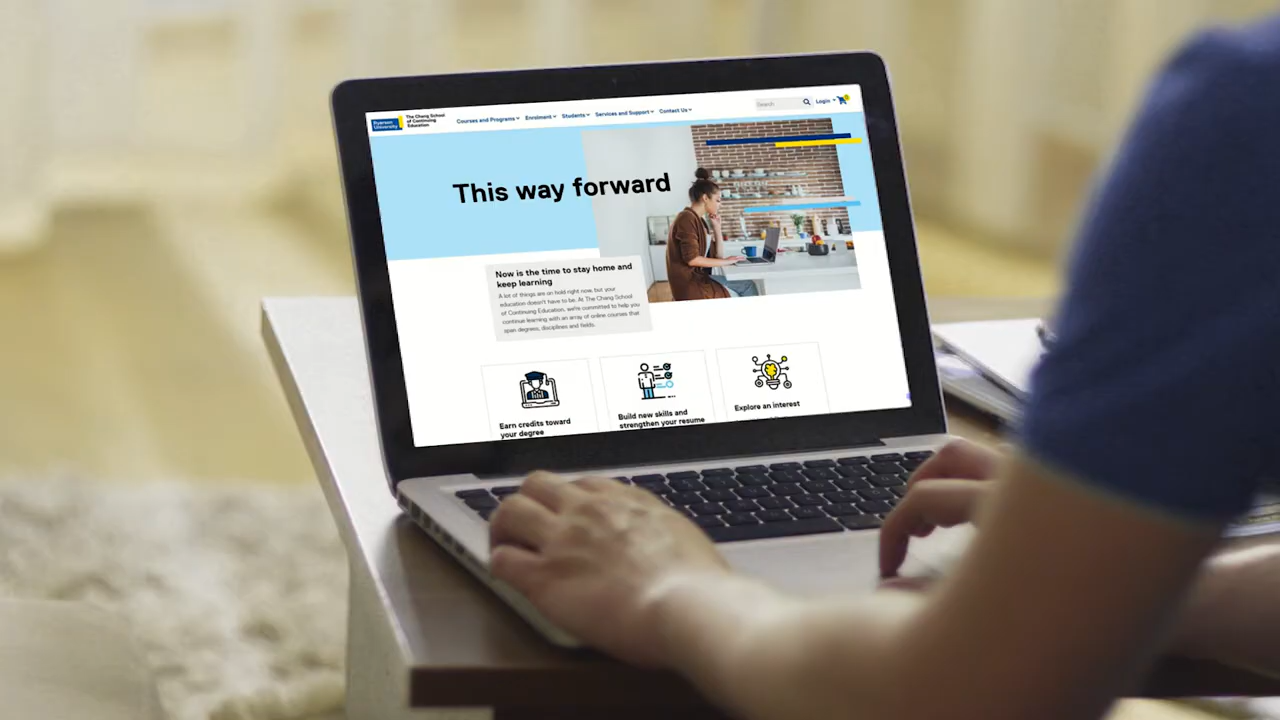 Ryerson
University
The Chang School
of Continuing
Education
Courses and Programs
Enrolment
Students
Services and Support
Contact Us
Search
Login
This way forward
Now is the time to stay home and
keep learning
A lot of things are on hold right now, but your
education doesn't have to be. At The Chang School
of Continuing Education, we're committed to help you
continue learning with an array of online courses that
span degrees, disciplines and fields.
Earn credits toward
your degree
Build new skills and
strengthen your resume
Explore an interest